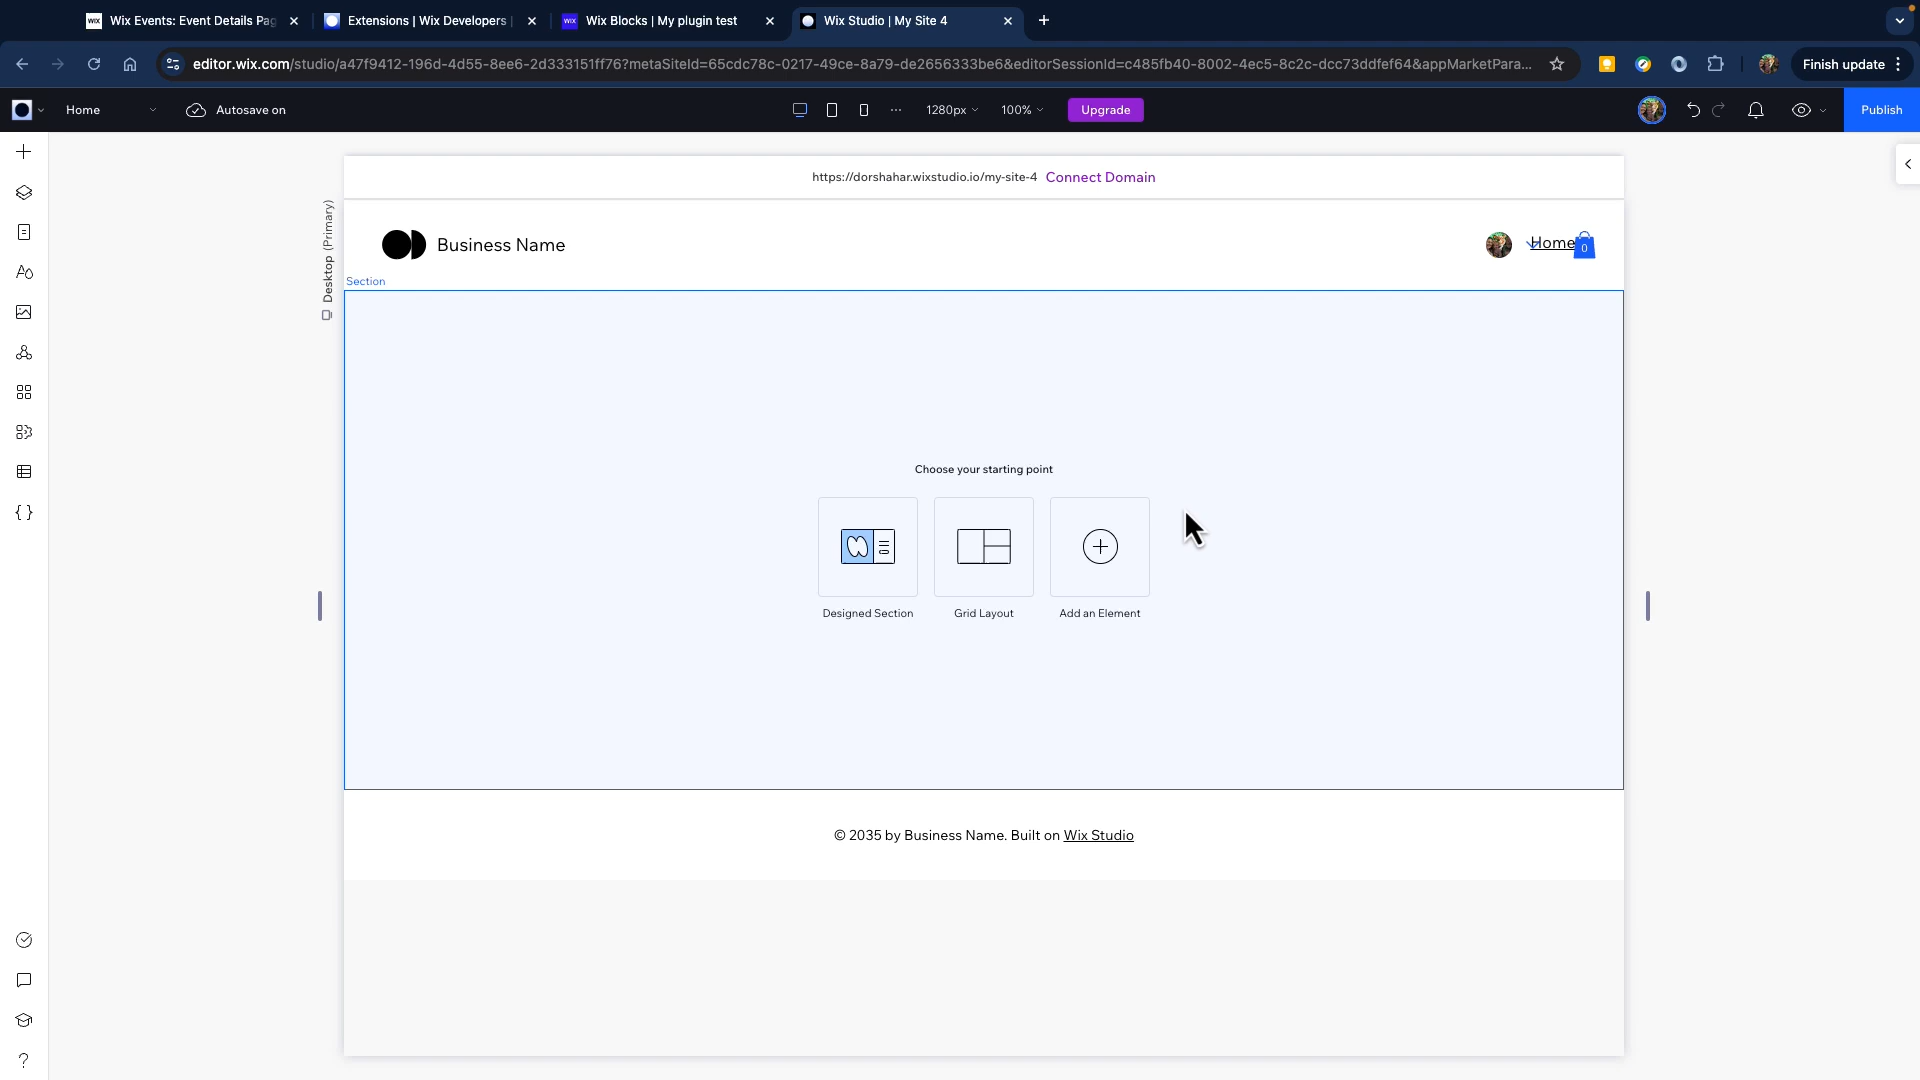 Wix Events: Event Details Pag
Extensions | Wix Developers |
Wix Blocks | My plugin test
Wix Studio | My Site 4
editor.wix.com/studio/a47f9412-196d-4d55-8ee6-2d333151ff76?metaSiteId=65cdc78c-0217-49ce-8a79-de2656333be6&editorSessionId=c485fb40-8002-4ec5-8c2c-dcc73ddfef64&appMarketPara...
Finish update
Home
Autosave on
1280px
100%
Upgrade
Publish
https://dorshahar.wixstudio.io/my-site-4 Connect Domain
Desktop (Primary)
Business Name
Home
0
Section
Choose your starting point
Designed Section
Grid Layout
Add an Element
© 2035 by Business Name. Built on Wix Studio